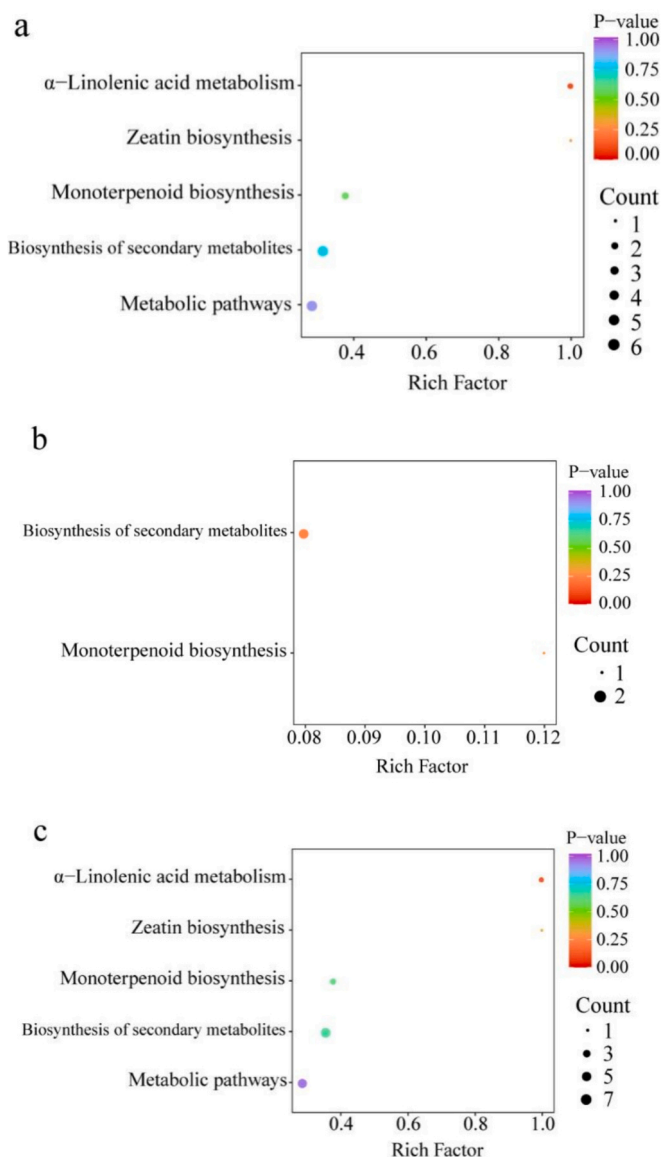 a
P-value
1.00
α-Linolenic acid metabolism
0.75
0.50
Zeatin biosynthesis
0.25
0.00
Monoterpenoid biosynthesis
Count
1
2
Biosynthesis of secondary metabolites
3
4
Metabolic pathways
5
6
0.4 0.6 0.8 1.0
Rich Factor
b
P-value
1.00
Biosynthesis of secondary metabolites
0.75
0.50
0.25
0.00
Monoterpenoid biosynthesis
Count
1
2
0.08 0.09 0.10 0.11 0.12
Rich Factor
c
P-value
1.00
α-Linolenic acid metabolism
0.75
0.50
Zeatin biosynthesis
0.25
0.00
Monoterpenoid biosynthesis
Count
1
Biosynthesis of secondary metabolites
3
5
Metabolic pathways
7
0.4 0.6 0.8 1.0
Rich Factor